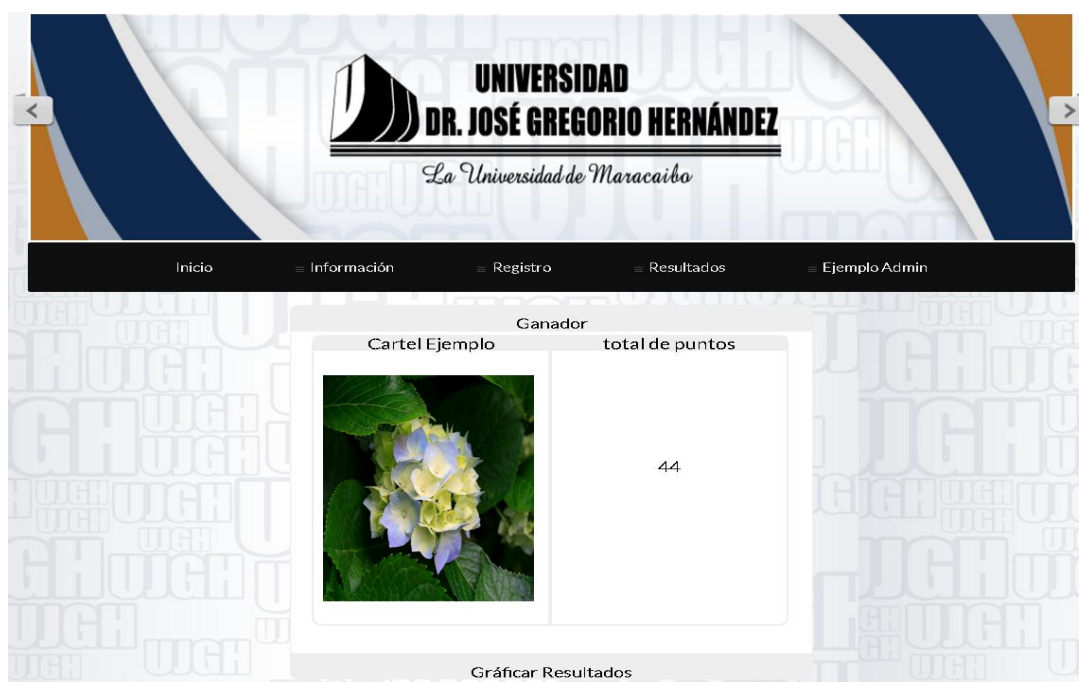 UNIVERSIDAD
DR. JOSÉ GREGORIO HERNÁNDEZ
La Universidad de Maracaibo
Inicio
Información
Registro
Resultados
Ejemplo Admin
Ganador
Cartel Ejemplo
total de puntos
44
Gráficar Resultados
UJGH